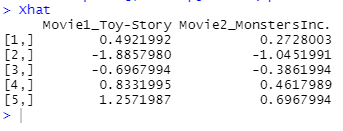 > Xhat
Movie1_Toy-Story Movie2_MonstersInc.
[1,] 0.4921992 0.2728003
[2,] -1.8857980 -1.0451991
[3,] -0.6967994 -0.3861994
[4,] 0.8331995 0.4617989
[5,] 1.2571987 0.6967994
>